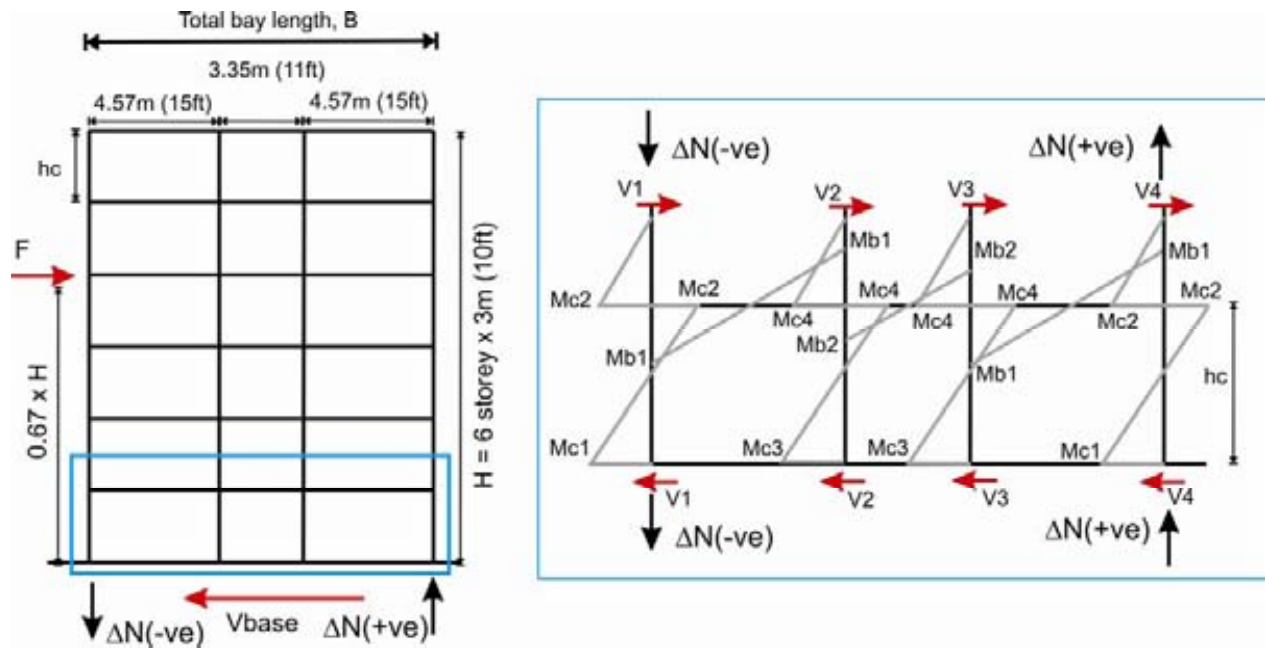 Total bay length, B
3.35m (11ft)
4.57m (15ft)
4.57m (15ft)
hc
F
0.67 x H
H = 6 storey x 3m (10ft)
ΔN(-ve)
Vbase
ΔN(+ve)
ΔN(-ve)
ΔN(+ve)
V1
V2
V3
V4
Mb1
Mb2
Mb1
Mc2
Mc2
Mc4
Mc4
Mc4
Mc4
Mc2
Mc2
Mb1
Mb2
Mb1
hc
Mc1
Mc3
Mc3
Mc1
V1
V2
V3
V4
ΔN(-ve)
ΔN(+ve)